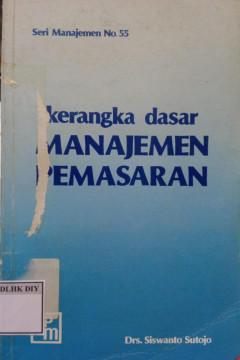 Seri Manajemen No. 55
kerangka dasar
MANAJEMEN
PEMASARAN
DLHK DIY
m
Drs. Siswanto Sutojo